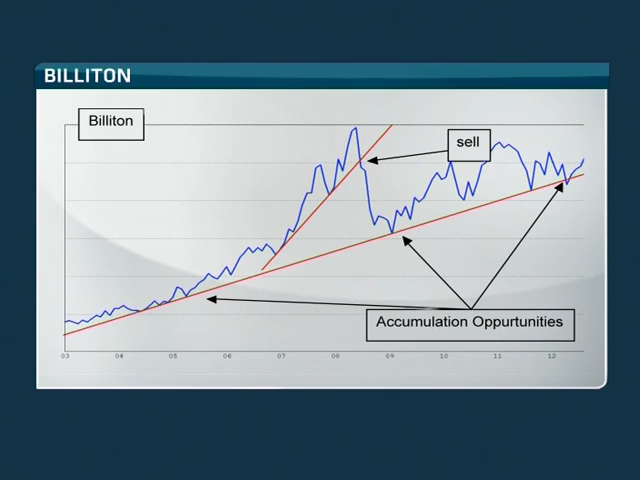 BILLITON
Billiton
sell
Accumulation Oppurtunities
03 04 05 06 07 08 09 10 11 12